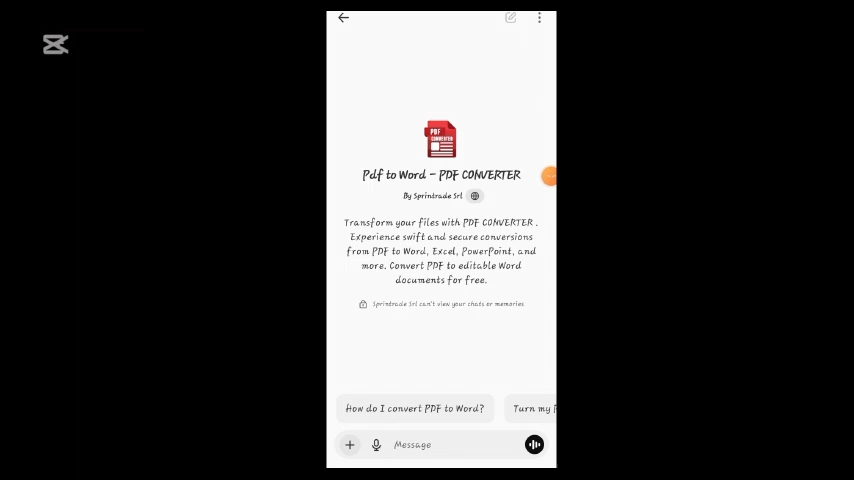 PDF
CONVERTER
Pdf to Word - PDF CONVERTER
By Sprintrade Srl
Transform your files with PDF CONVERTER .
Experience swift and secure conversions
from PDF to Word, Excel, PowerPoint, and
more. Convert PDF to editable Word
documents for free.
Sprintrade Srl can't view your chats or memories
How do I convert PDF to Word?
Turn my
Message